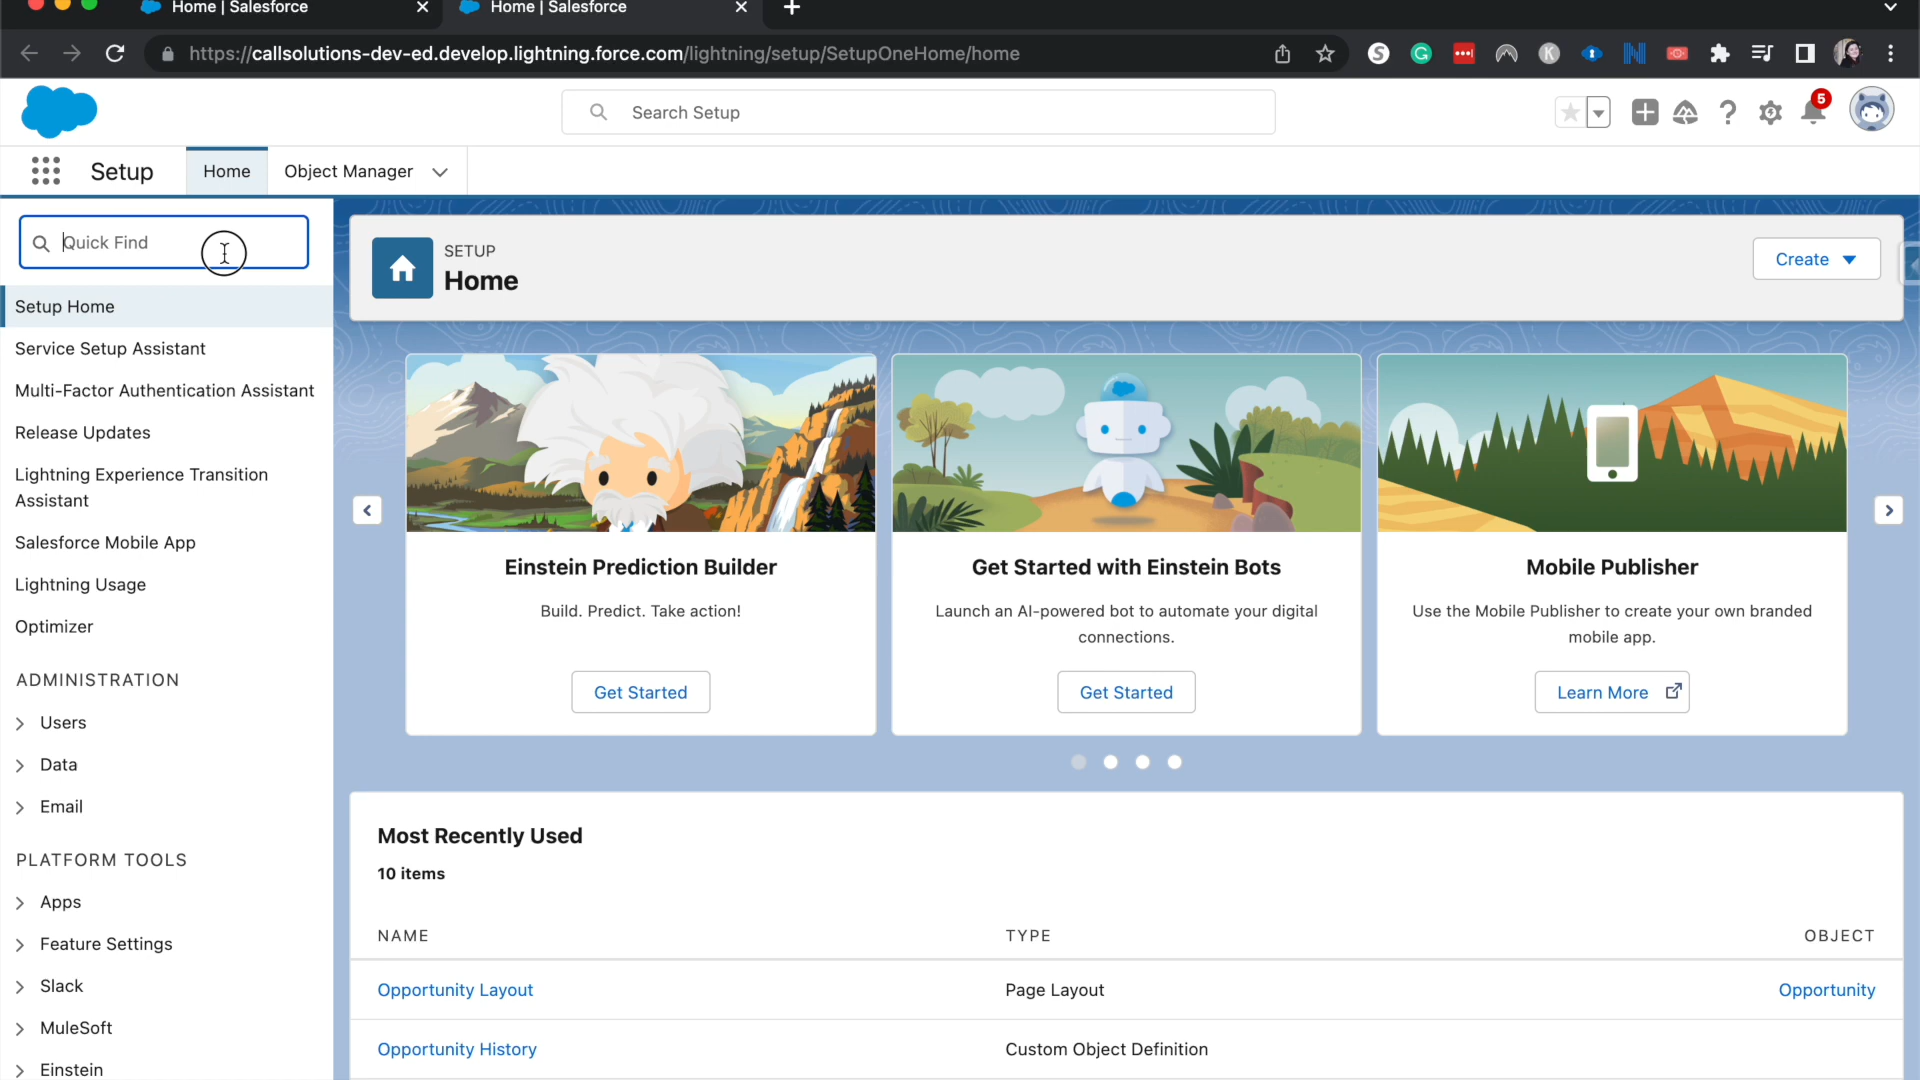 Home | Salesforce
Home | Salesforce
https://callsolutions-dev-ed.develop.lightning.force.com/lightning/setup/SetupOneHome/home
Search Setup
5
Setup
Home
Object Manager
Quick Find
SETUP
Home
Create
Setup Home
Service Setup Assistant
Multi-Factor Authentication Assistant
Release Updates
Lightning Experience Transition
Assistant
Salesforce Mobile App
Lightning Usage
Optimizer
ADMINISTRATION
Users
Data
Email
PLATFORM TOOLS
Apps
Feature Settings
Slack
MuleSoft
Einstein
Einstein Prediction Builder
Build. Predict. Take action!
Get Started
Get Started with Einstein Bots
Launch an AI-powered bot to automate your digital
connections.
Get Started
Mobile Publisher
Use the Mobile Publisher to create your own branded
mobile app.
Learn More
Most Recently Used
10 items
NAME
TYPE
OBJECT
Opportunity Layout
Page Layout
Opportunity
Opportunity History
Custom Object Definition